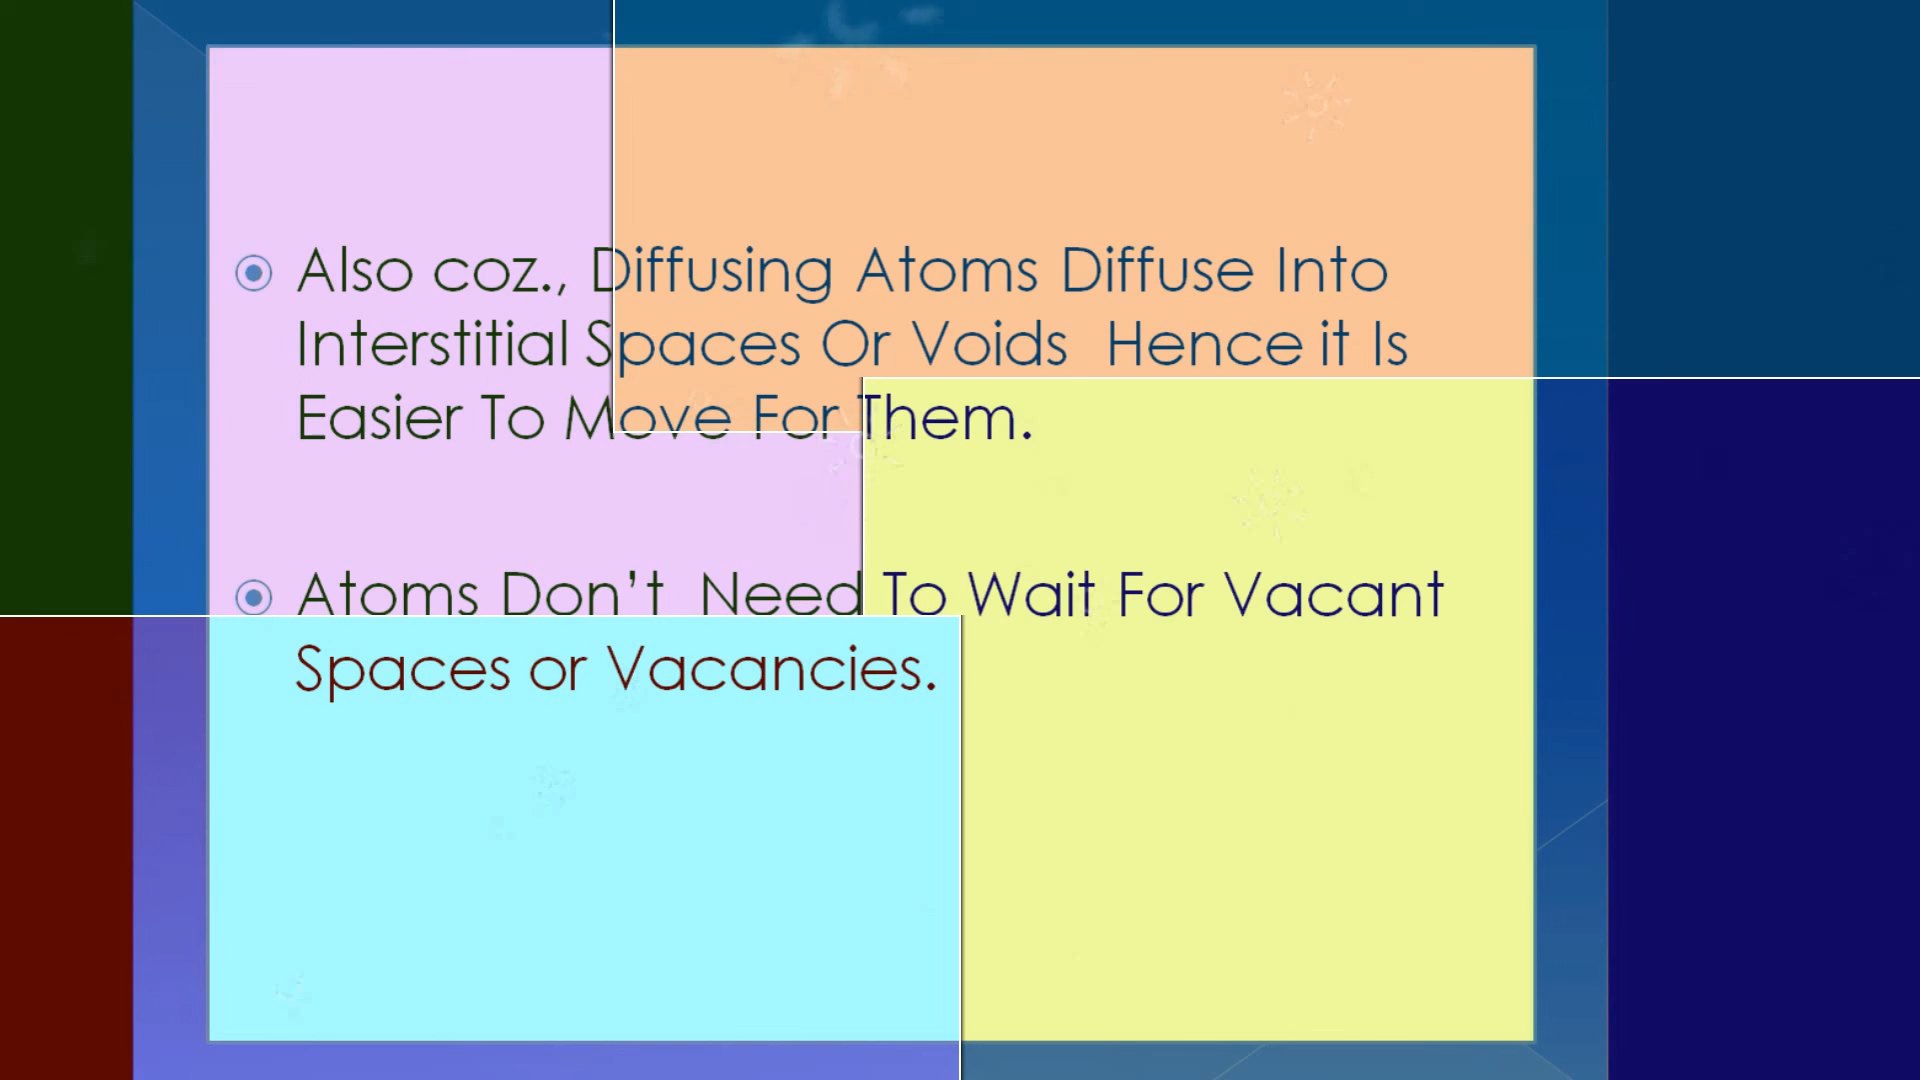 Also coz., Diffusing Atoms Diffuse Into
Interstitial Spaces Or Voids Hence it Is
Easier To Move For Them.
Atoms Don’t Need To Wait For Vacant
Spaces or Vacancies.